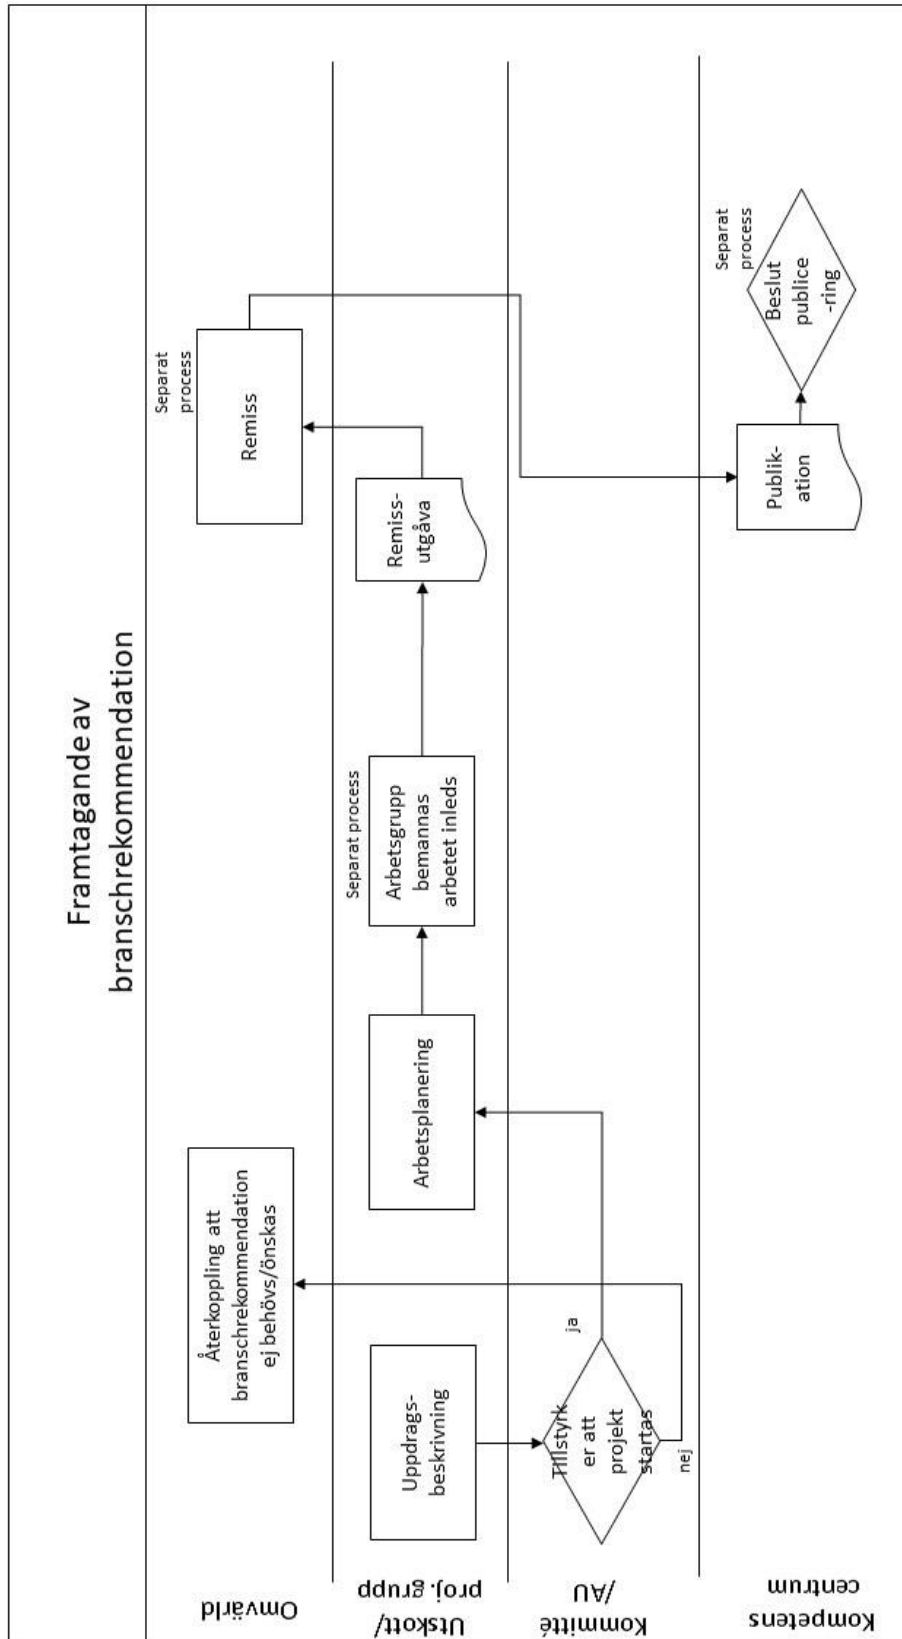 Framtagande av
branschrekommendation
Omvärld
Återkoppling att
branschrekommendation
ej behövs/önskas
Separat
process
Remiss
Utskott/
proj.grupp
Uppdrags-
beskrivning
Arbetsplanering
Separat process
Arbetsgrupp
bemannas
arbetet inleds
Remiss-
utgåva
Kommitté
/AU
Tillstyrk
er att
projekt
startas
ja
nej
Kompetens
centrum
Publik-
ation
Separat
process
Beslut
publice
-ring